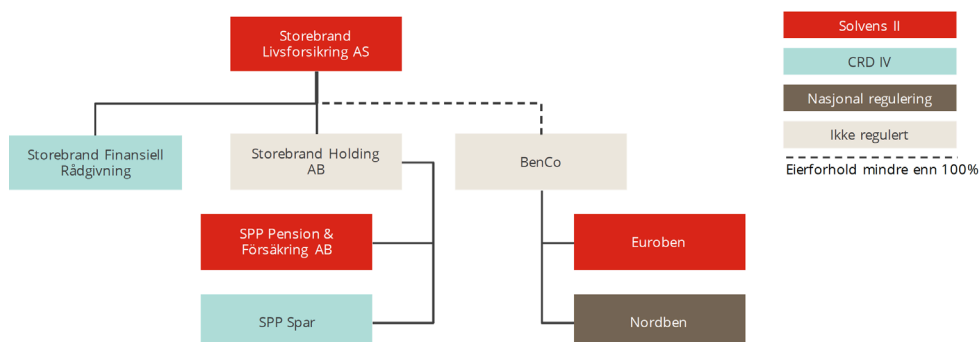 Storebrand
Livsforsikring AS
Storebrand Finansiell
Rådgivning
Storebrand Holding
AB
BenCo
SPP Pension &
Försäkring AB
Euroben
SPP Spar
Nordben
Solvens II
CRD IV
Nasjonal regulering
Ikke regulert
Eierforhold mindre enn 100%